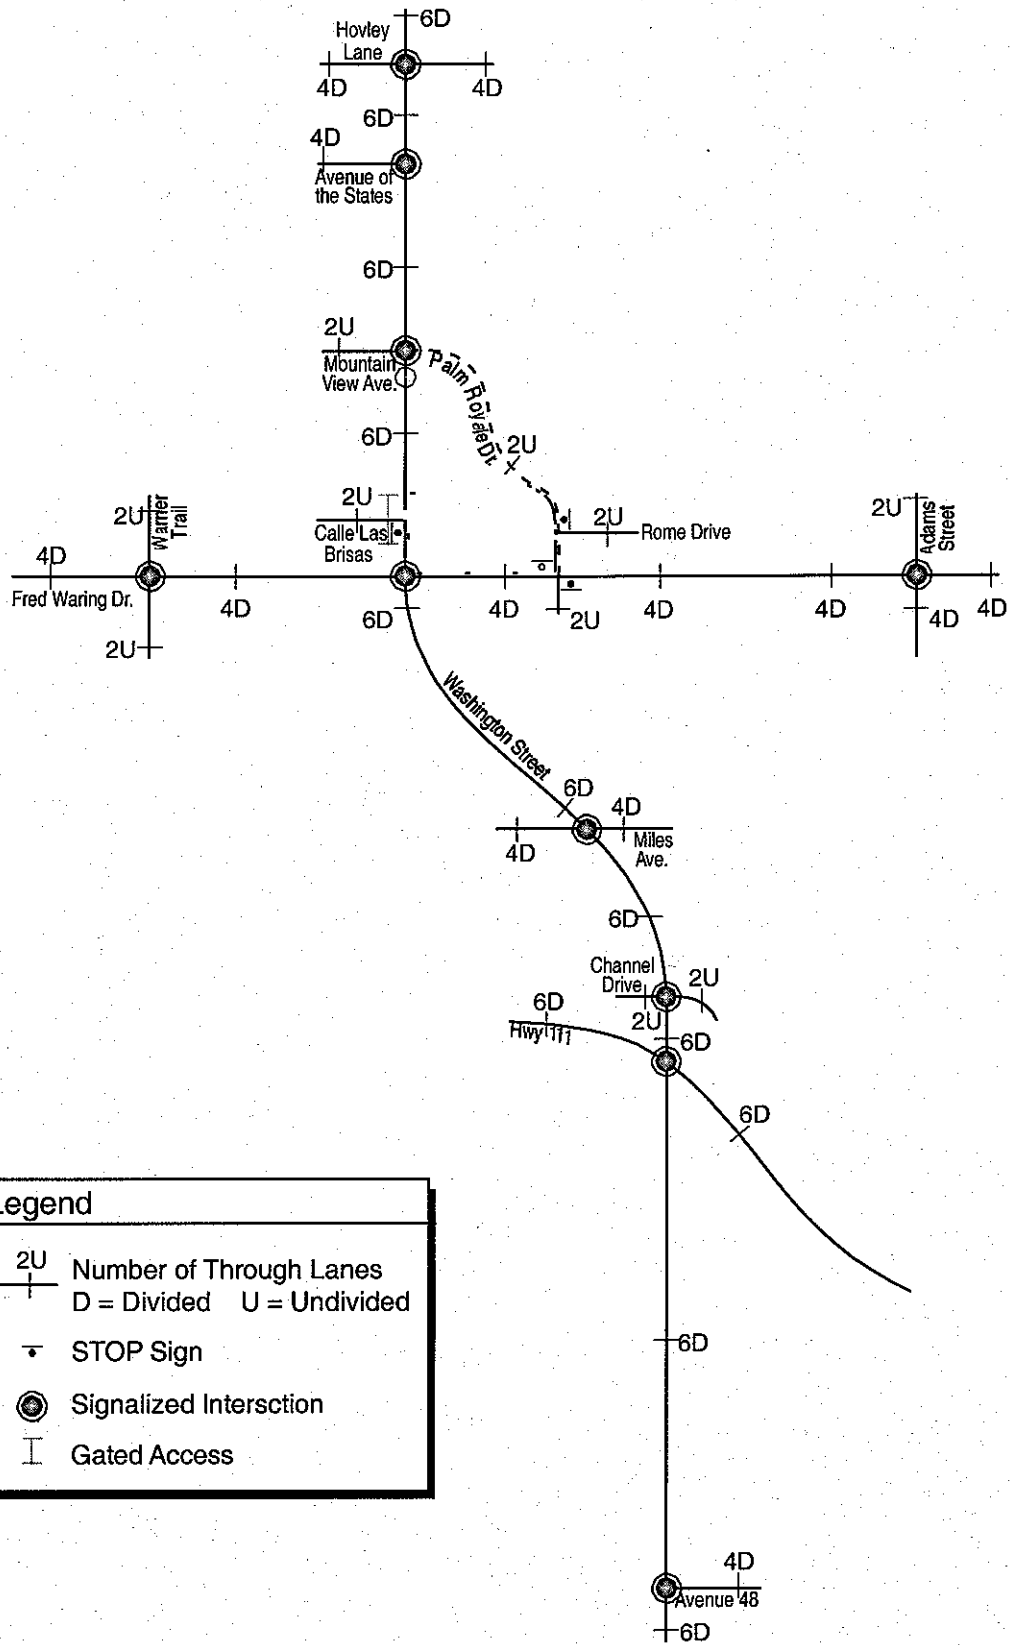 6D
Hovley
Lane
4D
4D
6D
4D
Avenue of
the States
6D
2U
Mountain
View Ave.
Palm Royale Dr.
6D
2U
2U
Warner
Trail
2U
Calle Las
Brisas
2U
Rome Drive
2U
Adams
Street
4D
Fred Waring Dr.
4D
6D
4D
2U
4D
4D
4D
2U
Washington Street
6D
4D
4D
Miles
Ave.
6D
Channel
Drive
2U
2U
6D
Hwy 111
6D
6D
Legend
2U
Number of Through Lanes
D = Divided U = Undivided
STOP Sign
Signalized Intersction
Gated Access
6D
4D
Avenue 48
6D